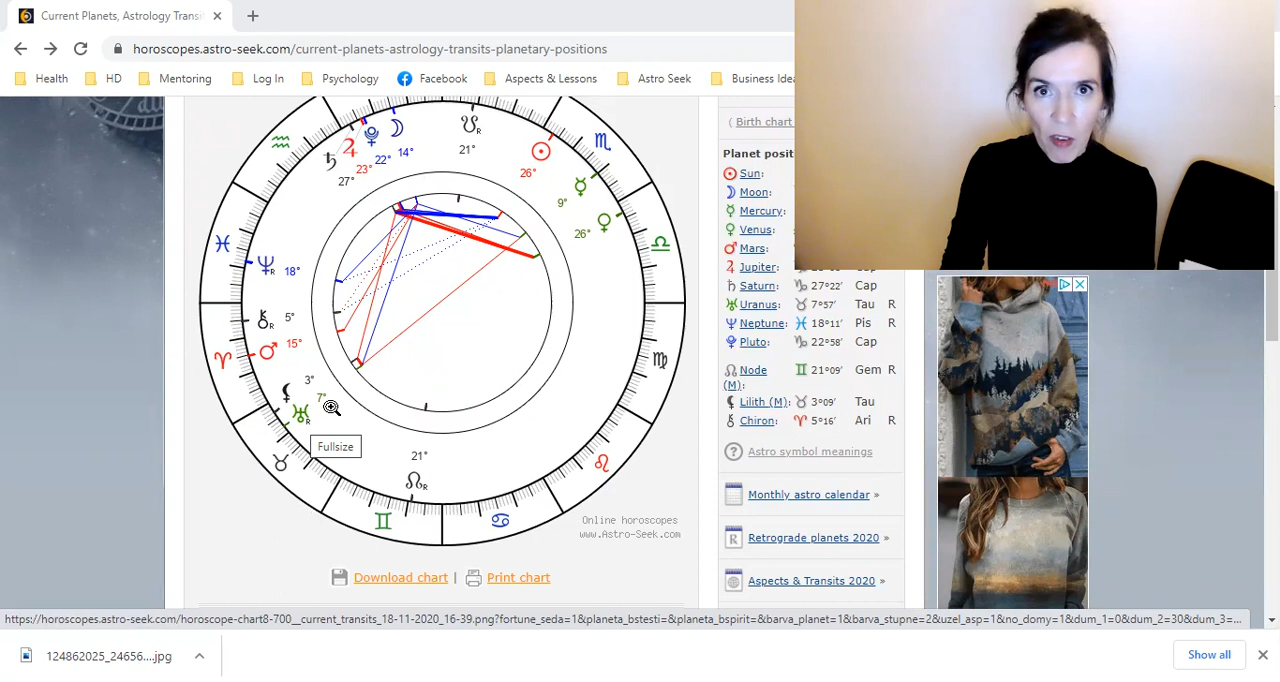 Current Planets, Astrology Transi
horoscopes.astro-seek.com/current-planets-astrology-transits-planetary-positions
Health HD Mentoring Log In Psychology Facebook Aspects & Lessons Astro Seek Business Idea
( Birth chart
Planet posit
Sun:
Moon:
Mercury:
Venus:
Mars:
Jupiter:
Saturn: ♑ 27°22' Cap
Uranus: ♉ 7°57' Tau R
Neptune: ♓ 18°11' Pis R
Pluto: ♑ 22°58' Cap
Node ♊ 21°09' Gem R
(M):
Lilith (M): ♉ 3°09' Tau
Chiron: ♈ 5°16' Ari R
? Astro symbol meanings
Monthly astro calendar »
R Retrograde planets 2020 »
Aspects & Transits 2020 »
14°
22°
23°
27°
21°
26°
9°
26°
18°
R
5°
R
15°
3°
7°
R
21°
R
R
Fullsize
Online horoscopes
www.Astro-Seek.com
Download chart | Print chart
https://horoscopes.astro-seek.com/horoscope-chart8-700__current_transits_18-11-2020_16-39.png?fortune_seda=1&planeta_bstesti=&planeta_bspirit=&barva_planet=1&barva_stupne=2&uzel_asp=1&no_domy=1&dum_1=0&dum_2=30&dum_3=...
124862025_24656....jpg
Show all